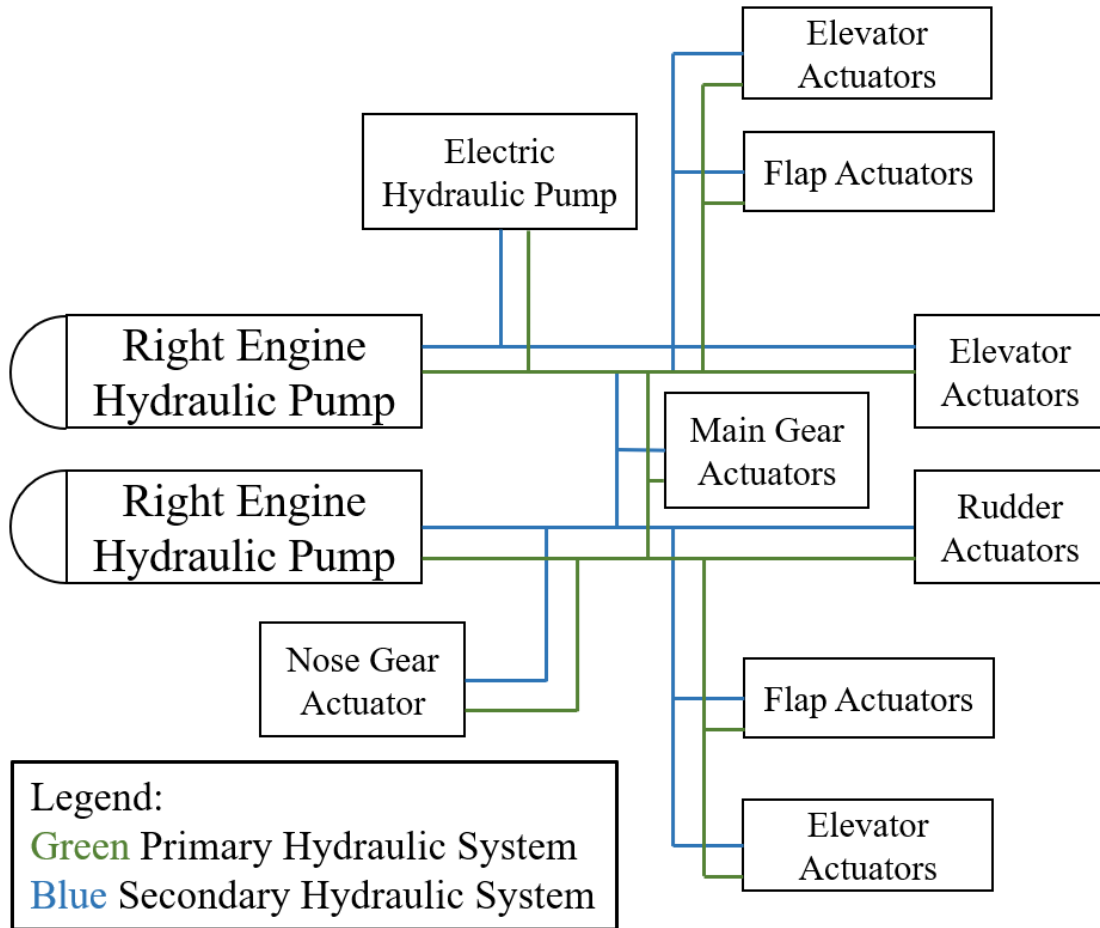 Elevator
Actuators
Electric
Hydraulic Pump
Flap Actuators
Right Engine
Hydraulic Pump
Elevator
Actuators
Main Gear
Actuators
Right Engine
Hydraulic Pump
Rudder
Actuators
Nose Gear
Actuator
Flap Actuators
Legend:
Green Primary Hydraulic System
Blue Secondary Hydraulic System
Elevator
Actuators